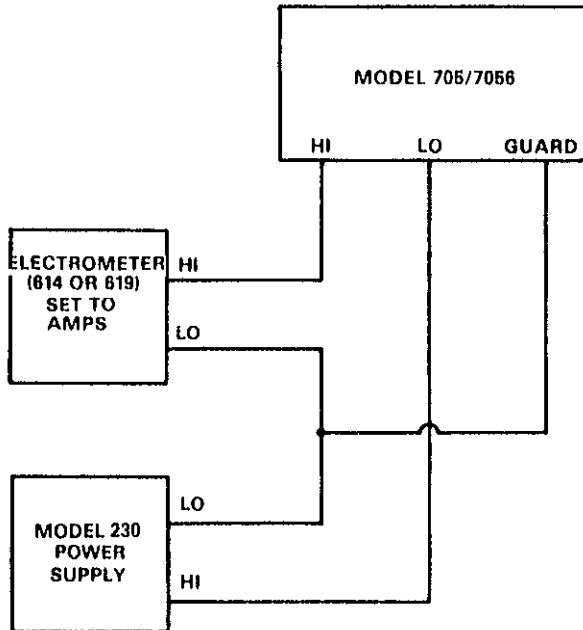 MODEL 705/7056
HI LO GUARD
ELECTROMETER
(614 OR 619)
SET TO
AMPS
HI
LO
MODEL 230
POWER
SUPPLY
LO
HI